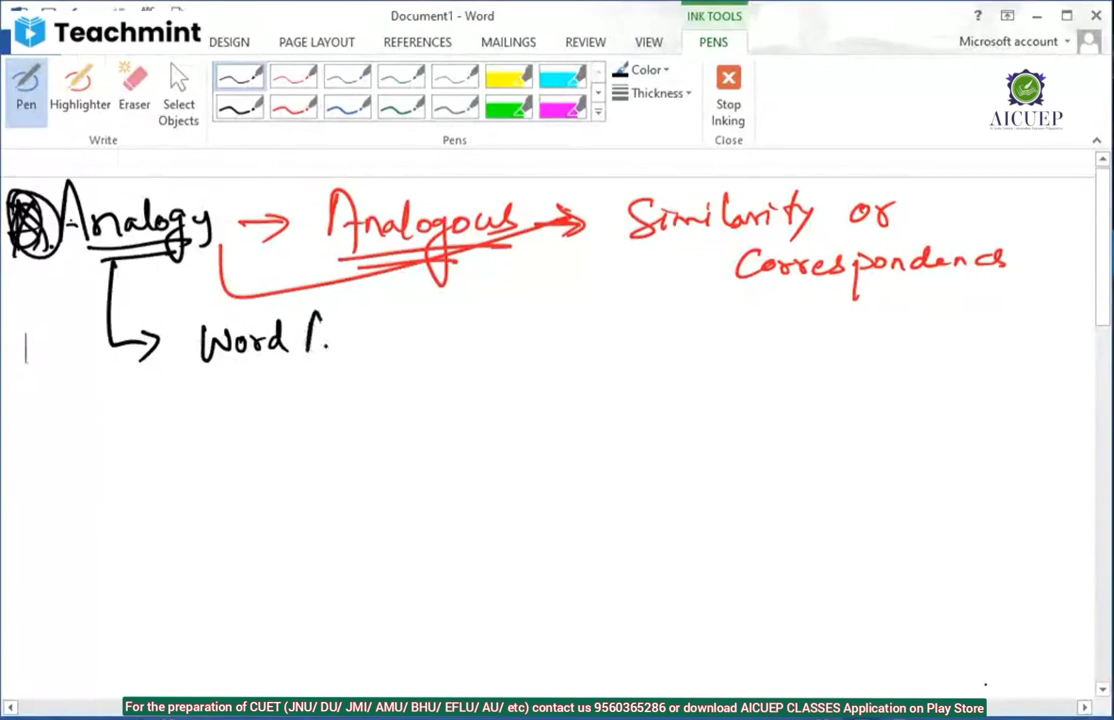 Document1 - Word
INK TOOLS
Teachmint
DESIGN PAGE LAYOUT REFERENCES MAILINGS REVIEW VIEW PENS
Microsoft account
Pen Highlighter Eraser Select Objects
Color
Thickness
Stop Inking
Write Pens Close
AICUEP
Analogy → Analogous → Similarity or
Correspondence
Word
For the preparation of CUET (JNU/ DU/ JMI/ AMU/ BHU/ EFLU/ AU/ etc) contact us 9560365286 or download AICUEP CLASSES Application on Play Store